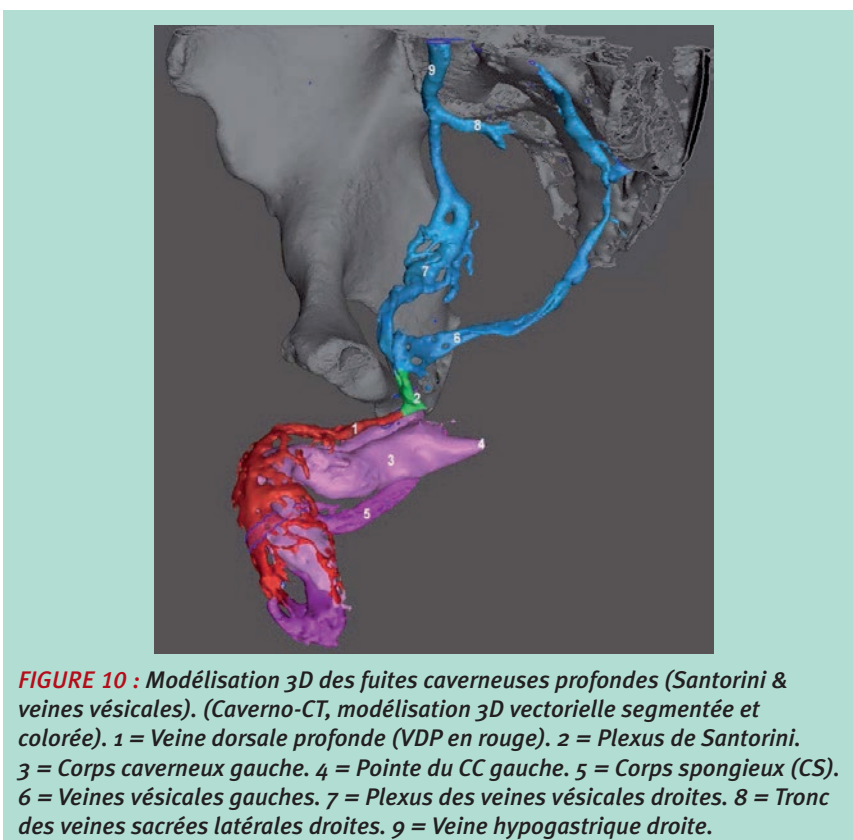 9
8
7
6
2
1
4
3
5
FIGURE 10 : Modélisation 3D des fuites caverneuses profondes (Santorini &
veines vésicales). (Caverno-CT, modélisation 3D vectorielle segmentée et
colorée). 1 = Veine dorsale profonde (VDP en rouge). 2 = Plexus de Santorini.
3 = Corps caverneux gauche. 4 = Pointe du CC gauche. 5 = Corps spongieux (CS).
6 = Veines vésicales gauches. 7 = Plexus des veines vésicales droites. 8 = Tronc
des veines sacrées latérales droites. 9 = Veine hypogastrique droite.